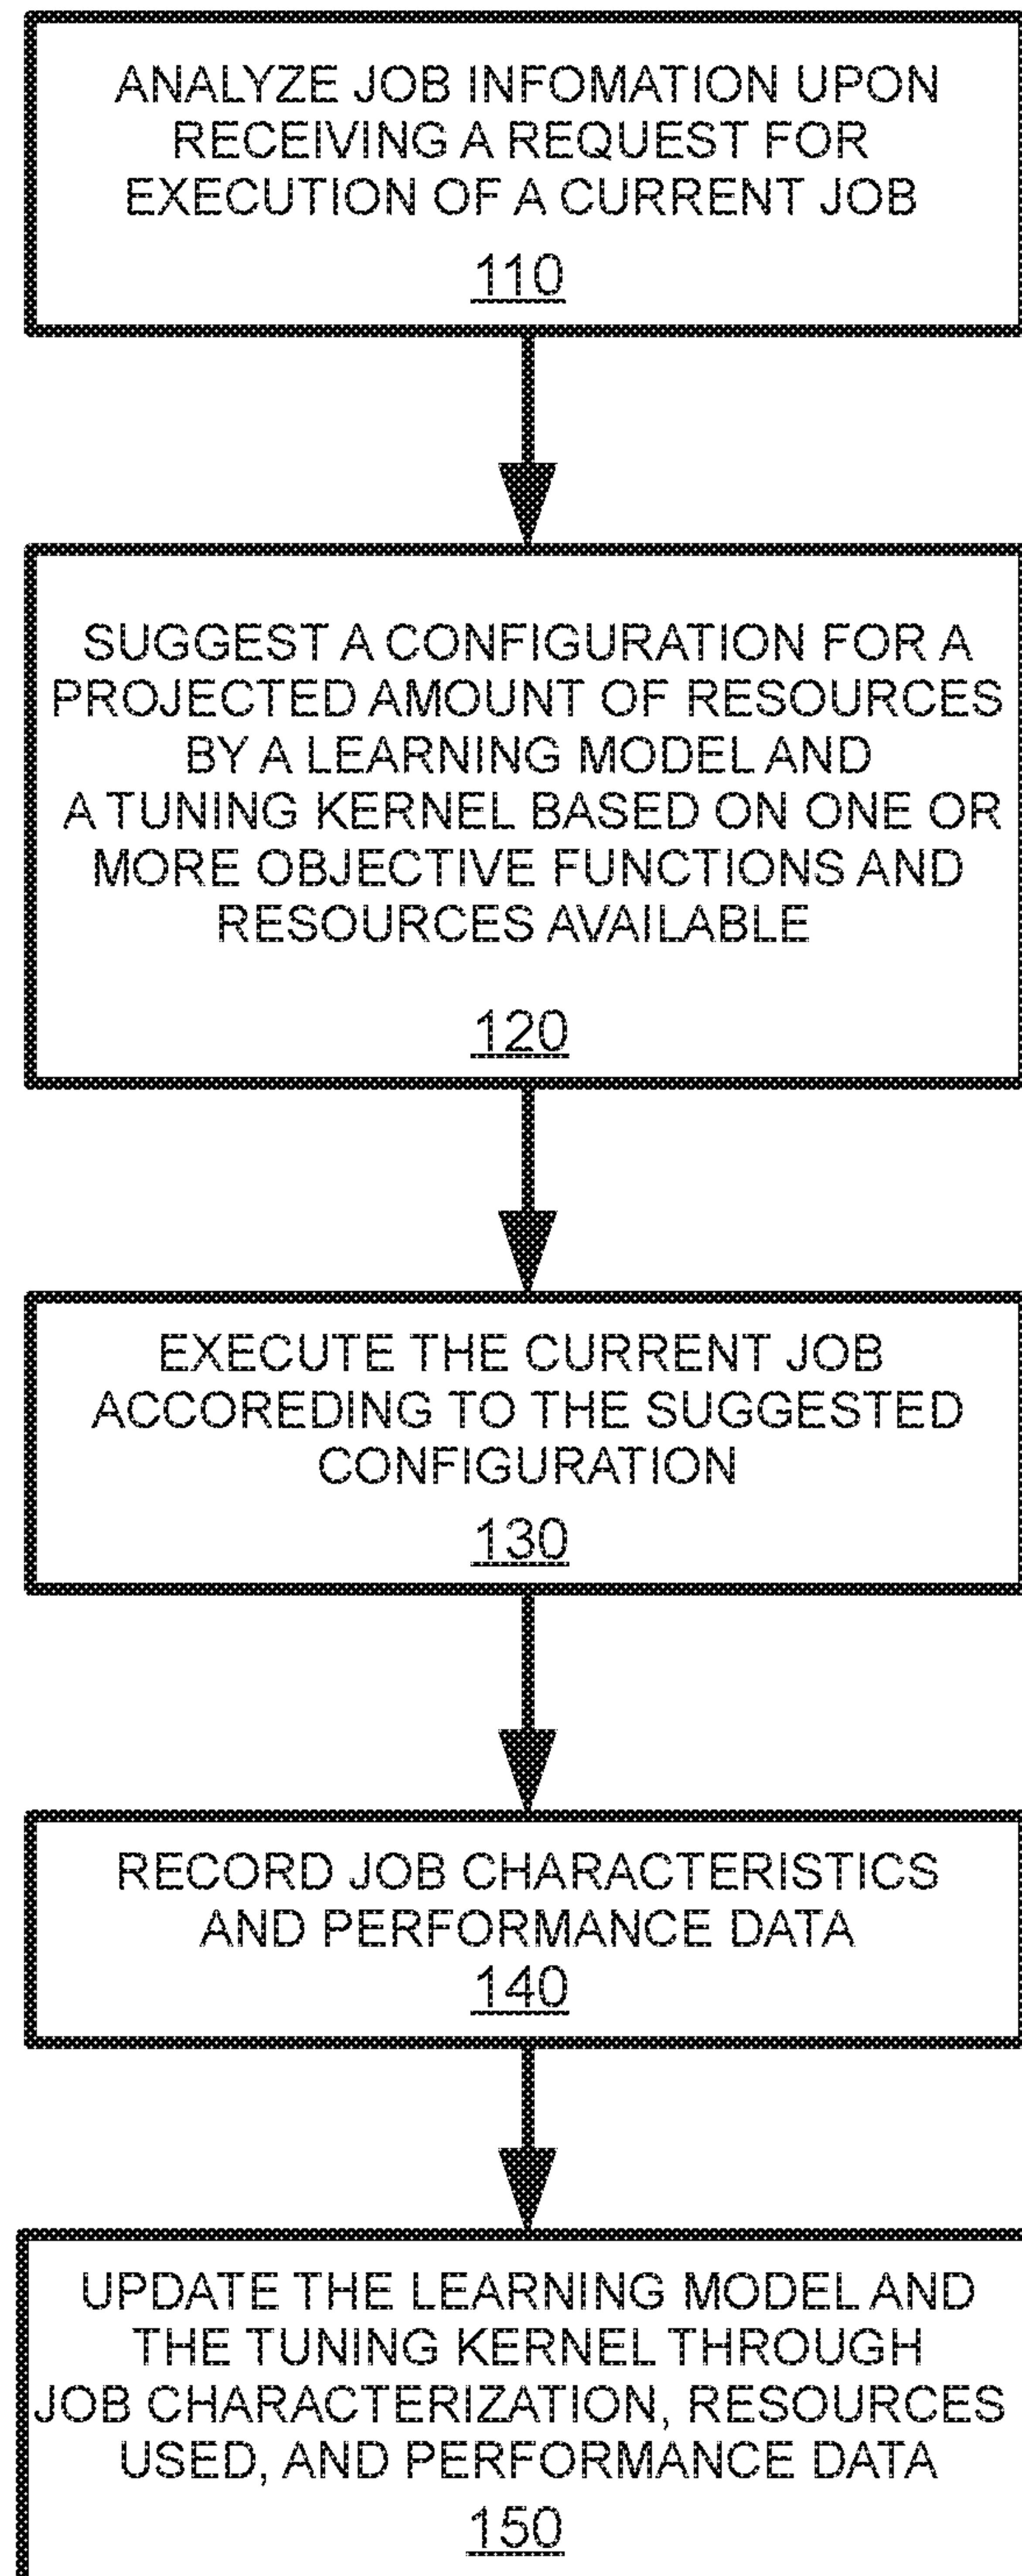 ANALYZE JOB INFOMATION UPON
RECEIVING A REQUEST FOR
EXECUTION OF A CURRENT JOB
110
SUGGEST A CONFIGURATION FOR A
PROJECTED AMOUNT OF RESOURCES
BY A LEARNING MODEL AND
A TUNING KERNEL BASED ON ONE OR
MORE OBJECTIVE FUNCTIONS AND
RESOURCES AVAILABLE
120
EXECUTE THE CURRENT JOB
ACCOREDING TO THE SUGGESTED
CONFIGURATION
130
RECORD JOB CHARACTERISTICS
AND PERFORMANCE DATA
140
UPDATE THE LEARNING MODEL AND
THE TUNING KERNEL THROUGH
JOB CHARACTERIZATION, RESOURCES
USED, AND PERFORMANCE DATA
150